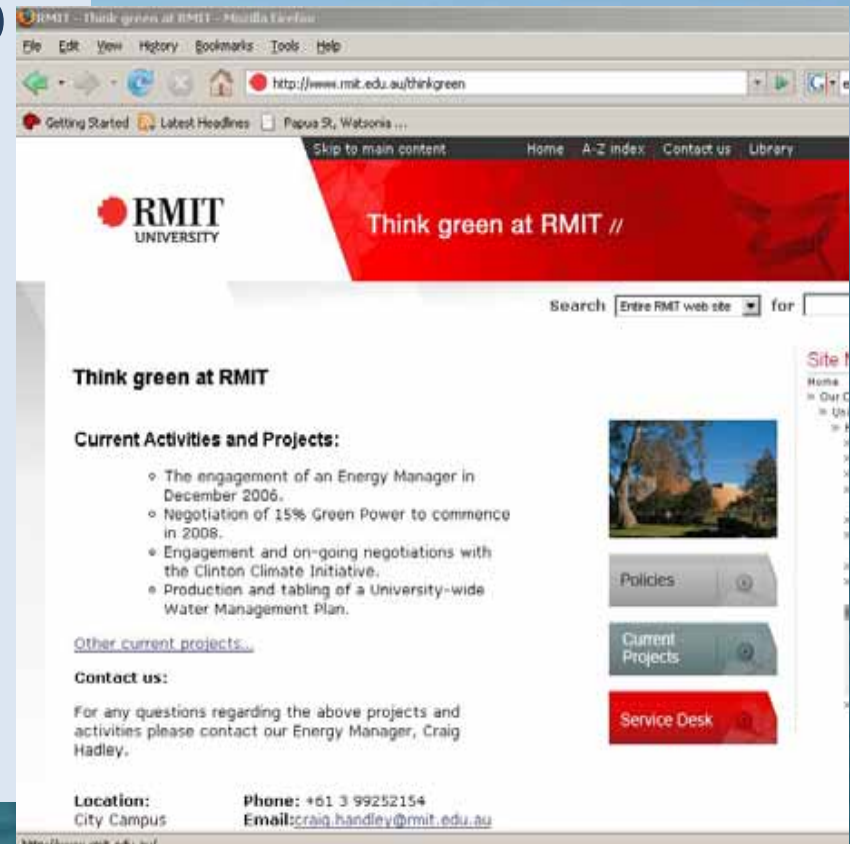 RMIT - Think green at RMIT - Mozilla Firefox
File Edit View History Bookmarks Tools Help
http://www.rmit.edu.au/thinkgreen
Getting Started Latest Headlines Papua St, Watsonia ...
Skip to main content Home A-Z index Contact us Library
RMIT
UNIVERSITY
Think green at RMIT //
Search Entire RMIT web site for
Site
Home
Think green at RMIT
Current Activities and Projects:
The engagement of an Energy Manager in
December 2006.
Negotiation of 15% Green Power to commence
in 2008.
Engagement and on-going negotiations with
the Clinton Climate Initiative.
Production and tabling of a University-wide
Water Management Plan.
Other current projects...
Policies
Current
Projects
Service Desk
Contact us:
For any questions regarding the above projects and
activities please contact our Energy Manager, Craig
Hadley.
Location: Phone: +61 3 99252154
City Campus Email:craig.handley@rmit.edu.au